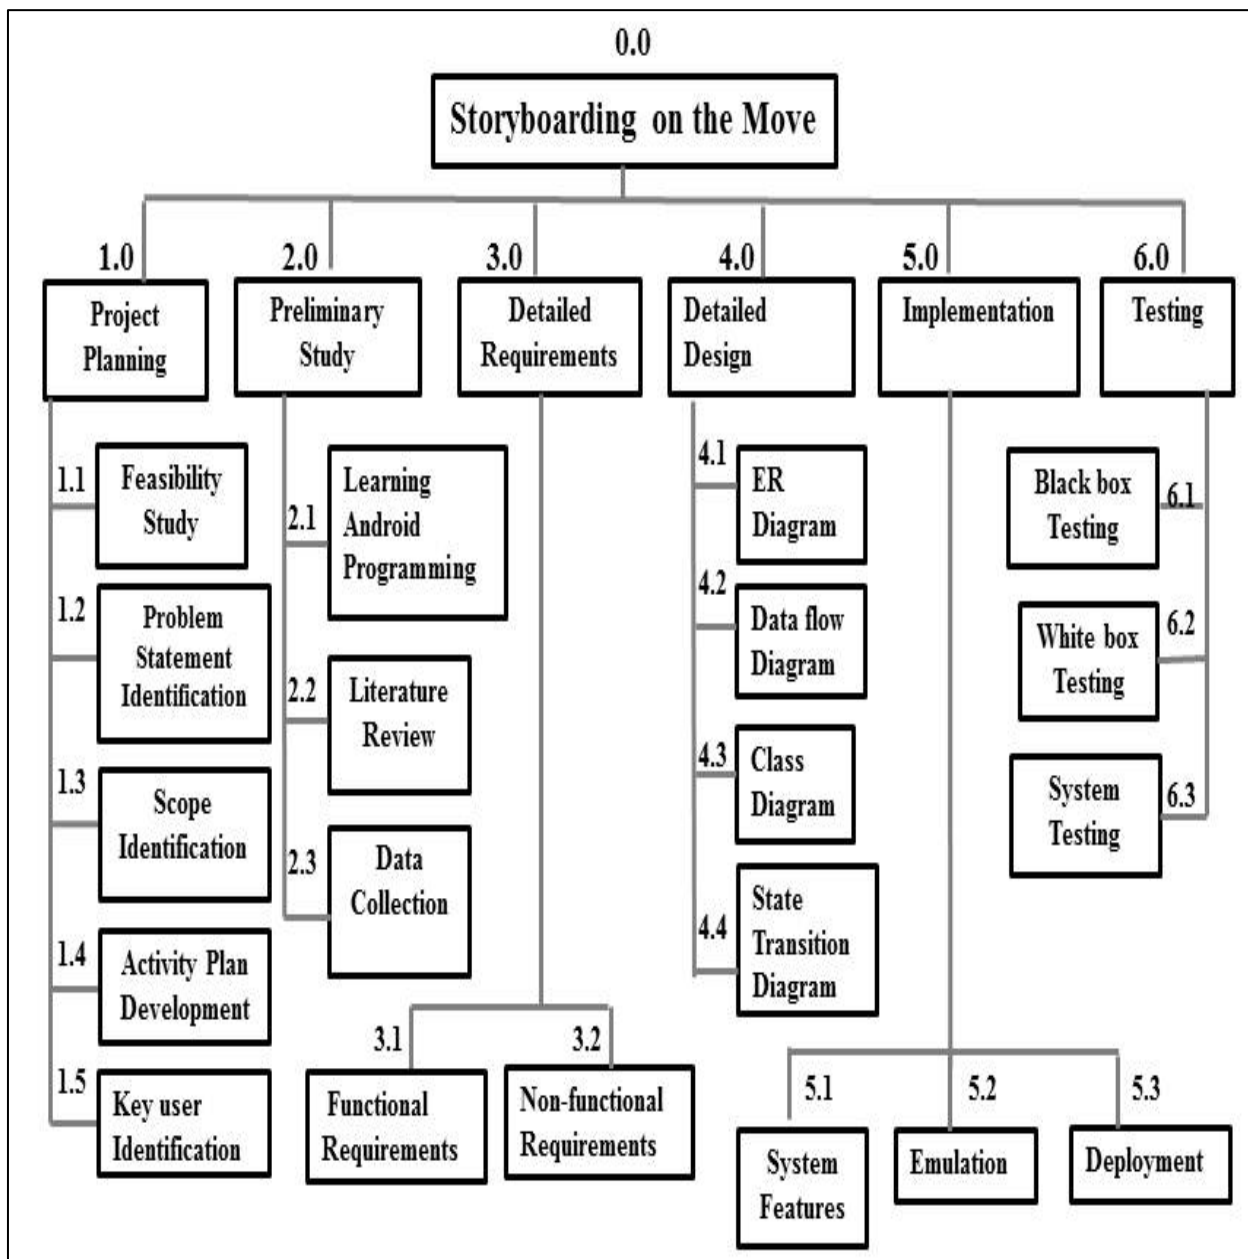 0.0
Storyboarding on the Move
1.0
Project
Planning
1.1
Feasibility
Study
1.2
Problem
Statement
Identification
1.3
Scope
Identification
1.4
Activity Plan
Development
1.5
Key user
Identification
2.0
Preliminary
Study
2.1
Learning
Android
Programming
2.2
Literature
Review
2.3
Data
Collection
3.0
Detailed
Requirements
3.1
Functional
Requirements
3.2
Non-functional
Requirements
4.0
Detailed
Design
4.1
ER
Diagram
4.2
Data flow
Diagram
4.3
Class
Diagram
4.4
State
Transition
Diagram
5.0
Implementation
5.1
System
Features
5.2
Emulation
5.3
Deployment
6.0
Testing
6.1
Black box
Testing
6.2
White box
Testing
6.3
System
Testing